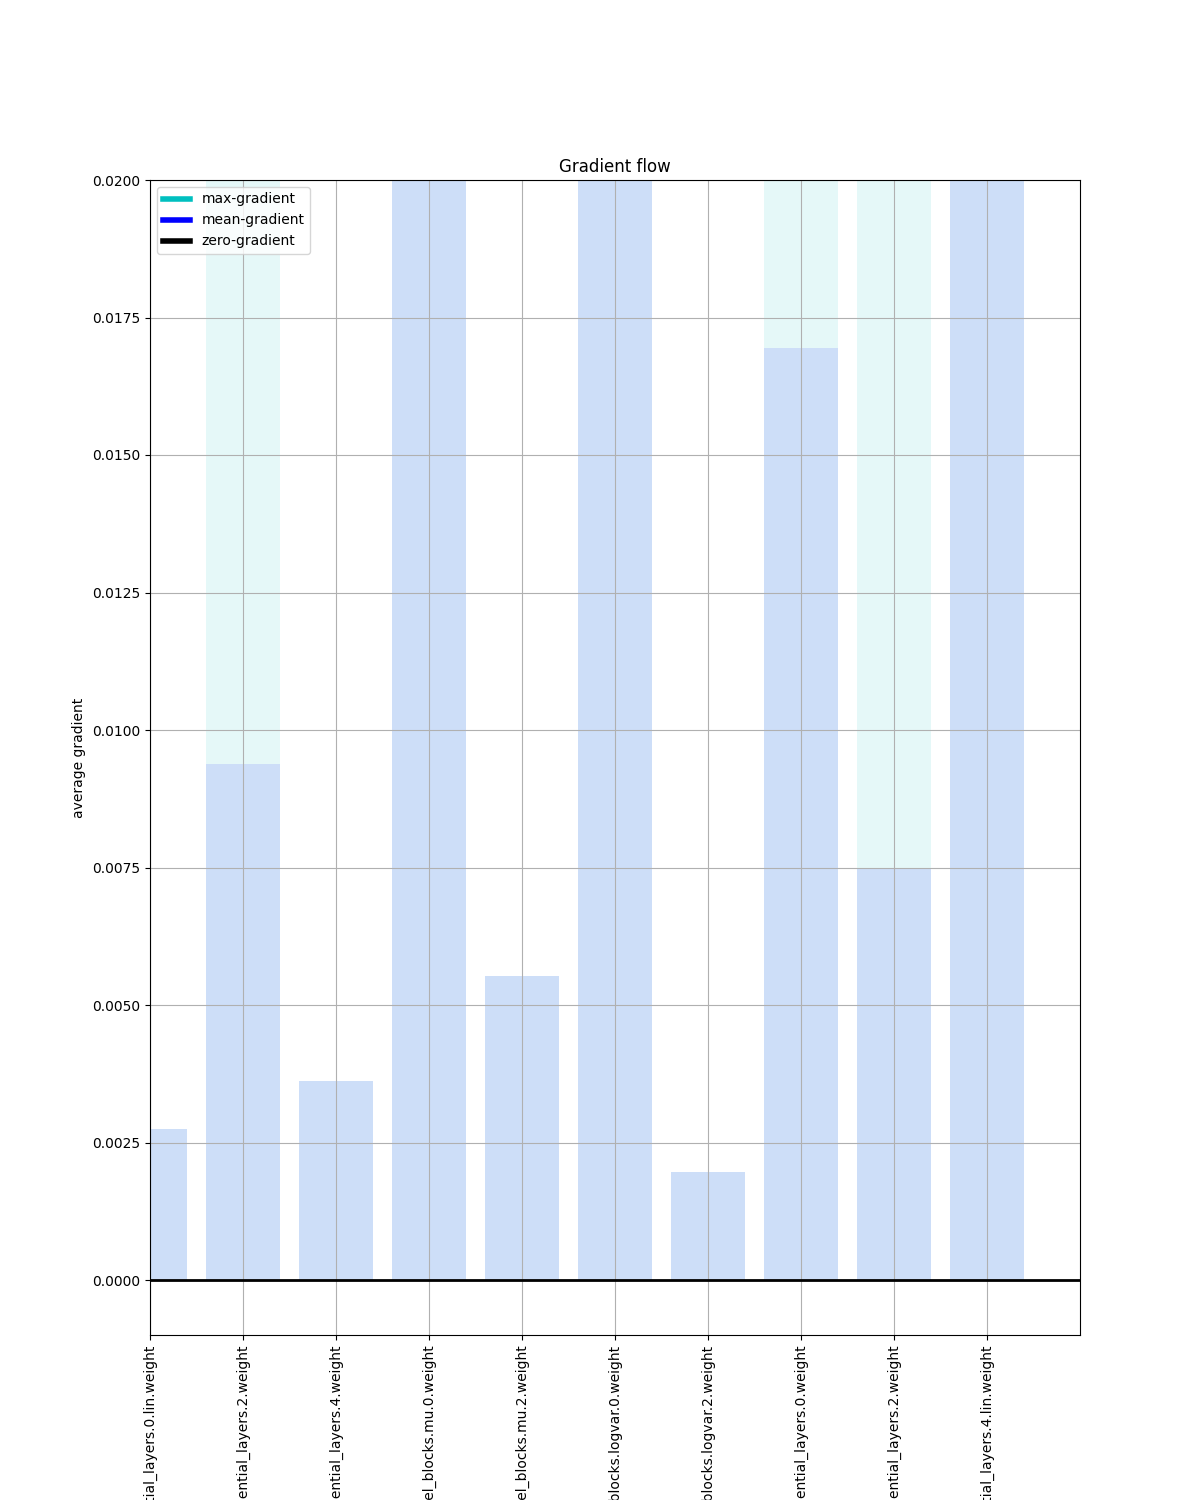 Gradient flow
max-gradient
mean-gradient
zero-gradient
0.0200
0.0175
0.0150
0.0125
0.0100
0.0075
0.0050
0.0025
0.0000
average gradient
tial_layers.0.lin.weight
ential_layers.2.weight
ential_layers.4.weight
el_blocks.mu.0.weight
el_blocks.mu.2.weight
blocks.logvar.0.weight
blocks.logvar.2.weight
ential_layers.0.weight
ential_layers.2.weight
tial_layers.4.lin.weight